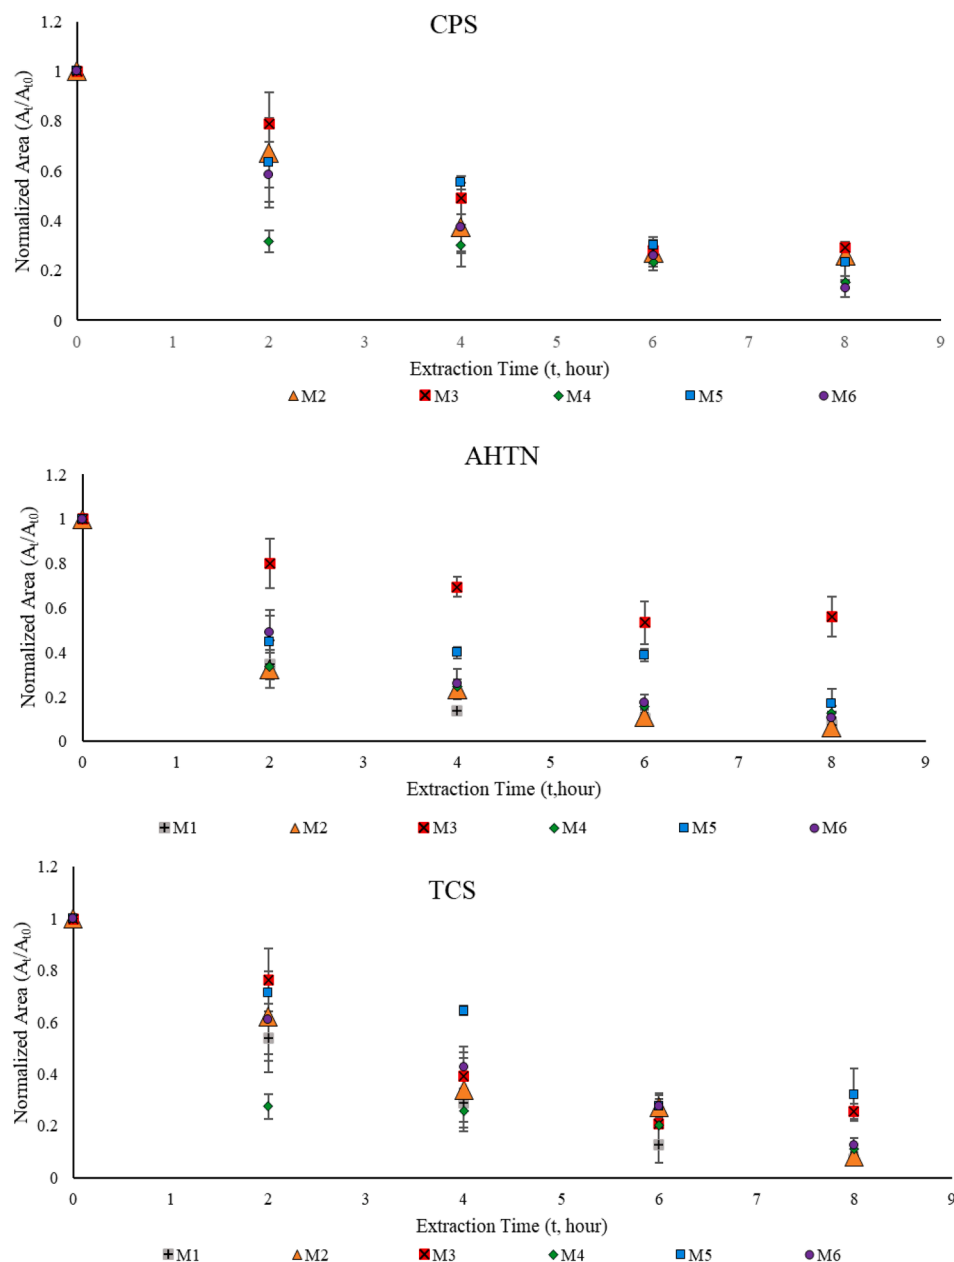 CPS
Normalized Area (At/At0)
1.2
1
0.8
0.6
0.4
0.2
0
0 1 2 3 4 5 6 7 8 9
Extraction Time (t, hour)
M2 M3 M4 M5 M6
AHTN
Normalized Area (At/At0)
1.2
1
0.8
0.6
0.4
0.2
0
0 1 2 3 4 5 6 7 8 9
Extraction Time (t,hour)
M1 M2 M3 M4 M5 M6
TCS
Normalized Area (At/At0)
1.2
1
0.8
0.6
0.4
0.2
0
0 1 2 3 4 5 6 7 8 9
Extraction Time (t, hour)
M1 M2 M3 M4 M5 M6